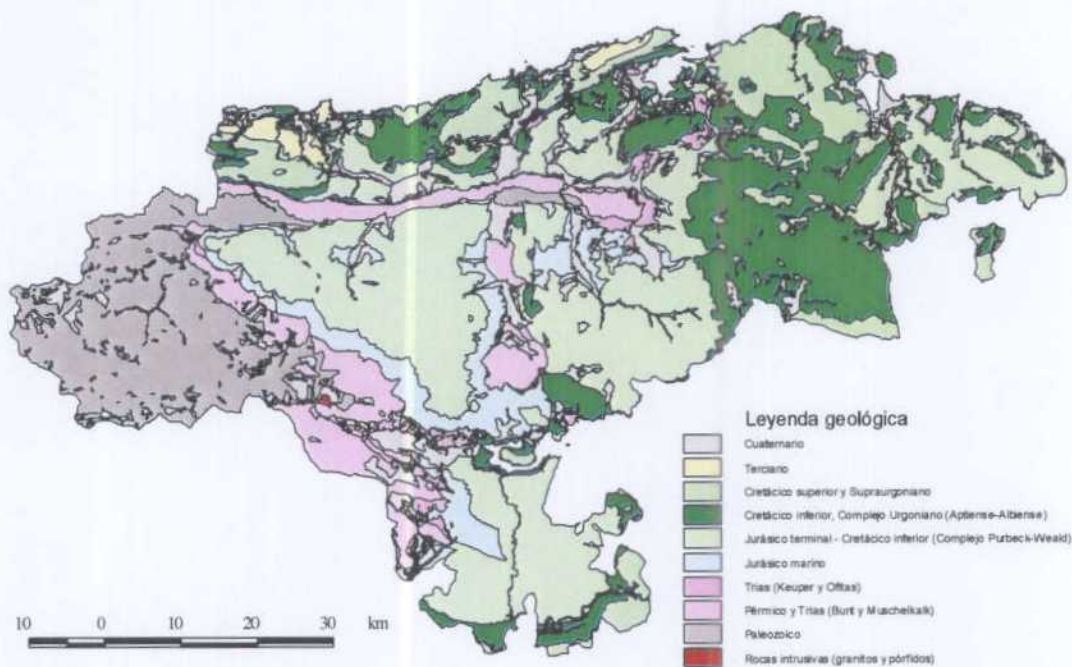 Leyenda geológica
Cuaternario
Terciario
Cretácico superior y Supraurgoniano
Cretácico inferior, Complejo Urgoniano (Aptiense-Albiense)
Jurásico terminal - Cretácico inferior (Complejo Purbeck-Weald)
Jurásico marino
Trias (Keuper y Ofitas)
Pérmico y Trias (Bunt y Muschelkalk)
Paleozoico
Rocas intrusivas (granitos y pórfidos)
10 0 10 20 30 km